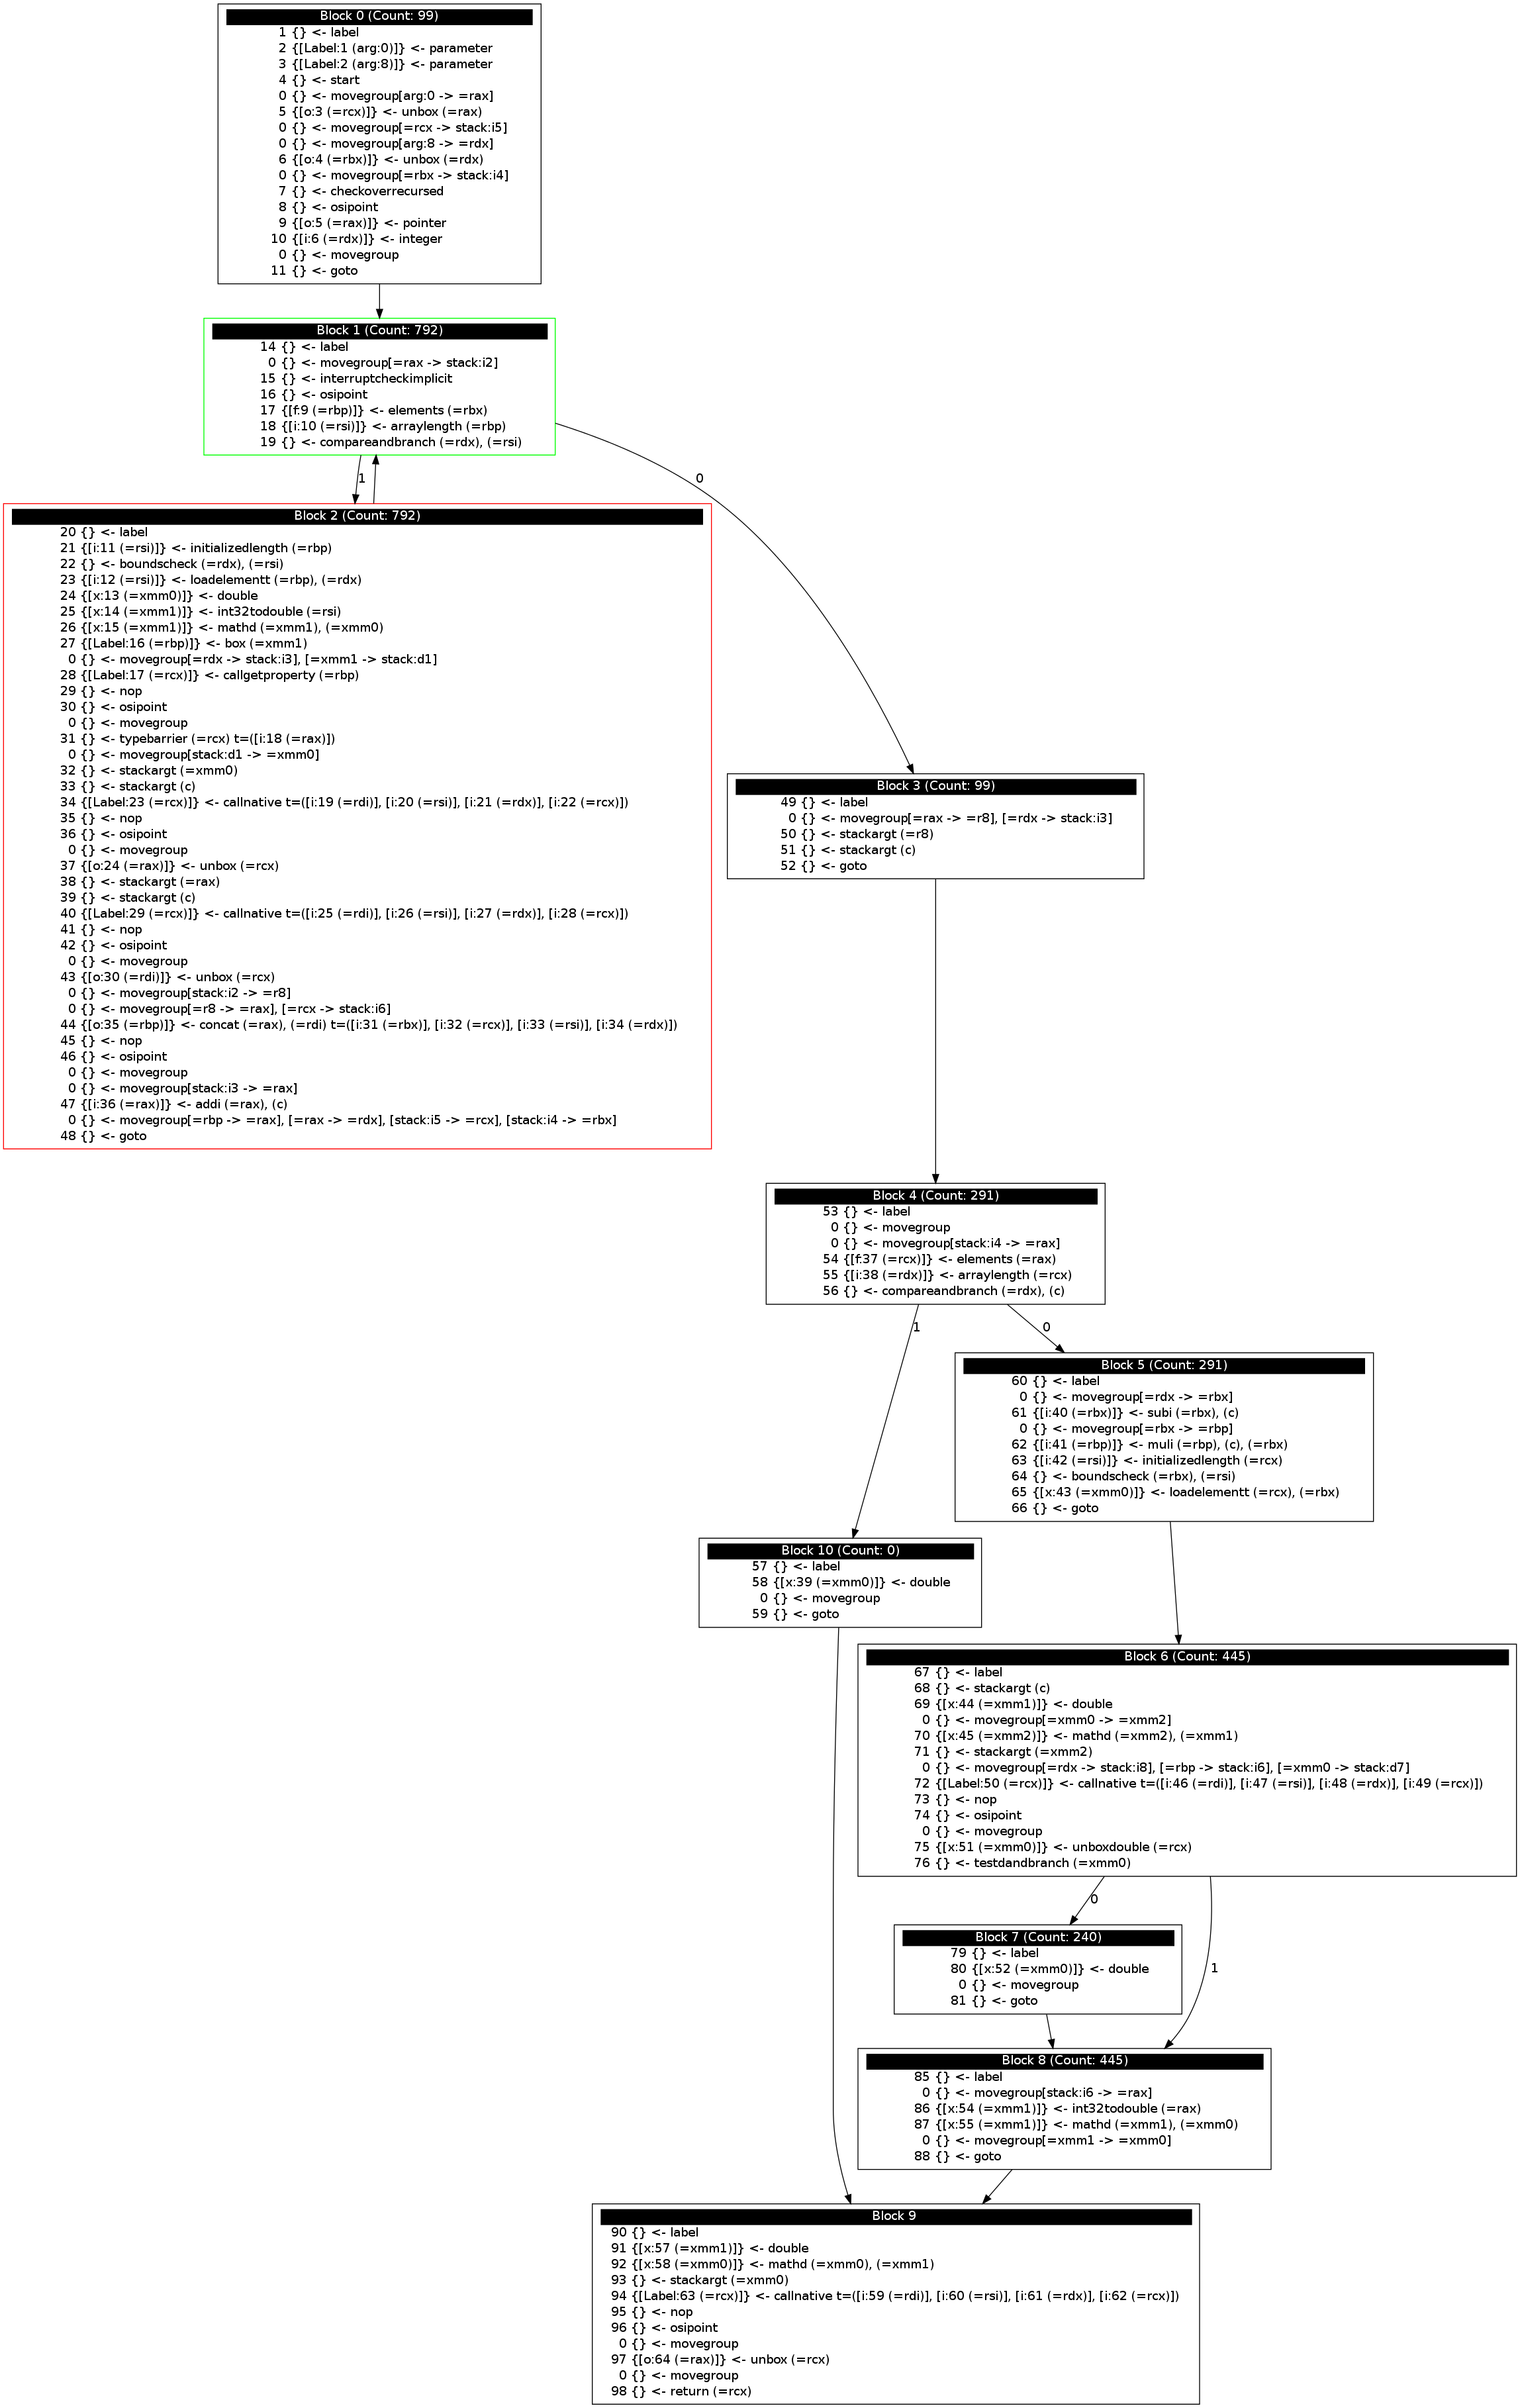 Block 0 (Count: 99)
1 {} <- label
2 {[Label:1 (arg:0)]} <- parameter
3 {[Label:2 (arg:8)]} <- parameter
4 {} <- start
0 {} <- movegroup[arg:0 -> =rax]
5 {[o:3 (=rcx)]} <- unbox (=rax)
0 {} <- movegroup[=rcx -> stack:i5]
0 {} <- movegroup[arg:8 -> =rdx]
6 {[o:4 (=rbx)]} <- unbox (=rdx)
0 {} <- movegroup[=rbx -> stack:i4]
7 {} <- checkoverrecursed
8 {} <- osipoint
9 {[o:5 (=rax)]} <- pointer
10 {[i:6 (=rdx)]} <- integer
0 {} <- movegroup
11 {} <- goto
Block 1 (Count: 792)
14 {} <- label
0 {} <- movegroup[=rax -> stack:i2]
15 {} <- interruptcheckimplicit
16 {} <- osipoint
17 {[f:9 (=rbp)]} <- elements (=rbx)
18 {[i:10 (=rsi)]} <- arraylength (=rbp)
19 {} <- compareandbranch (=rdx), (=rsi)
1
0
Block 2 (Count: 792)
20 {} <- label
21 {[i:11 (=rsi)]} <- initializedlength (=rbp)
22 {} <- boundscheck (=rdx), (=rsi)
23 {[i:12 (=rsi)]} <- loadelementt (=rbp), (=rdx)
24 {[x:13 (=xmm0)]} <- double
25 {[x:14 (=xmm1)]} <- int32todouble (=rsi)
26 {[x:15 (=xmm1)]} <- mathd (=xmm1), (=xmm0)
27 {[Label:16 (=rbp)]} <- box (=xmm1)
0 {} <- movegroup[=rdx -> stack:i3], [=xmm1 -> stack:d1]
28 {[Label:17 (=rcx)]} <- callgetproperty (=rbp)
29 {} <- nop
30 {} <- osipoint
0 {} <- movegroup
31 {} <- typebarrier (=rcx) t=([i:18 (=rax)])
0 {} <- movegroup[stack:d1 -> =xmm0]
32 {} <- stackargt (=xmm0)
33 {} <- stackargt (c)
34 {[Label:23 (=rcx)]} <- callnative t=([i:19 (=rdi)], [i:20 (=rsi)], [i:21 (=rdx)], [i:22 (=rcx)])
35 {} <- nop
36 {} <- osipoint
0 {} <- movegroup
37 {[o:24 (=rax)]} <- unbox (=rcx)
38 {} <- stackargt (=rax)
39 {} <- stackargt (c)
40 {[Label:29 (=rcx)]} <- callnative t=([i:25 (=rdi)], [i:26 (=rsi)], [i:27 (=rdx)], [i:28 (=rcx)])
41 {} <- nop
42 {} <- osipoint
0 {} <- movegroup
43 {[o:30 (=rdi)]} <- unbox (=rcx)
0 {} <- movegroup[stack:i2 -> =r8]
0 {} <- movegroup[=r8 -> =rax], [=rcx -> stack:i6]
44 {[o:35 (=rbp)]} <- concat (=rax), (=rdi) t=([i:31 (=rbx)], [i:32 (=rcx)], [i:33 (=rsi)], [i:34 (=rdx)])
45 {} <- nop
46 {} <- osipoint
0 {} <- movegroup
0 {} <- movegroup[stack:i3 -> =rax]
47 {[i:36 (=rax)]} <- addi (=rax), (c)
0 {} <- movegroup[=rbp -> =rax], [=rax -> =rdx], [stack:i5 -> =rcx], [stack:i4 -> =rbx]
48 {} <- goto
Block 3 (Count: 99)
49 {} <- label
0 {} <- movegroup[=rax -> =r8], [=rdx -> stack:i3]
50 {} <- stackargt (=r8)
51 {} <- stackargt (c)
52 {} <- goto
Block 4 (Count: 291)
53 {} <- label
0 {} <- movegroup
0 {} <- movegroup[stack:i4 -> =rax]
54 {[f:37 (=rcx)]} <- elements (=rax)
55 {[i:38 (=rdx)]} <- arraylength (=rcx)
56 {} <- compareandbranch (=rdx), (c)
1
0
Block 5 (Count: 291)
60 {} <- label
0 {} <- movegroup[=rdx -> =rbx]
61 {[i:40 (=rbx)]} <- subi (=rbx), (c)
0 {} <- movegroup[=rbx -> =rbp]
62 {[i:41 (=rbp)]} <- muli (=rbp), (c), (=rbx)
63 {[i:42 (=rsi)]} <- initializedlength (=rcx)
64 {} <- boundscheck (=rbx), (=rsi)
65 {[x:43 (=xmm0)]} <- loadelementt (=rcx), (=rbx)
66 {} <- goto
Block 10 (Count: 0)
57 {} <- label
58 {[x:39 (=xmm0)]} <- double
0 {} <- movegroup
59 {} <- goto
Block 6 (Count: 445)
67 {} <- label
68 {} <- stackargt (c)
69 {[x:44 (=xmm1)]} <- double
0 {} <- movegroup[=xmm0 -> =xmm2]
70 {[x:45 (=xmm2)]} <- mathd (=xmm2), (=xmm1)
71 {} <- stackargt (=xmm2)
0 {} <- movegroup[=rdx -> stack:i8], [=rbp -> stack:i6], [=xmm0 -> stack:d7]
72 {[Label:50 (=rcx)]} <- callnative t=([i:46 (=rdi)], [i:47 (=rsi)], [i:48 (=rdx)], [i:49 (=rcx)])
73 {} <- nop
74 {} <- osipoint
0 {} <- movegroup
75 {[x:51 (=xmm0)]} <- unboxdouble (=rcx)
76 {} <- testdandbranch (=xmm0)
0
1
Block 7 (Count: 240)
79 {} <- label
80 {[x:52 (=xmm0)]} <- double
0 {} <- movegroup
81 {} <- goto
Block 8 (Count: 445)
85 {} <- label
0 {} <- movegroup[stack:i6 -> =rax]
86 {[x:54 (=xmm1)]} <- int32todouble (=rax)
87 {[x:55 (=xmm1)]} <- mathd (=xmm1), (=xmm0)
0 {} <- movegroup[=xmm1 -> =xmm0]
88 {} <- goto
Block 9
90 {} <- label
91 {[x:57 (=xmm1)]} <- double
92 {[x:58 (=xmm0)]} <- mathd (=xmm0), (=xmm1)
93 {} <- stackargt (=xmm0)
94 {[Label:63 (=rcx)]} <- callnative t=([i:59 (=rdi)], [i:60 (=rsi)], [i:61 (=rdx)], [i:62 (=rcx)])
95 {} <- nop
96 {} <- osipoint
0 {} <- movegroup
97 {[o:64 (=rax)]} <- unbox (=rcx)
0 {} <- movegroup
98 {} <- return (=rcx)